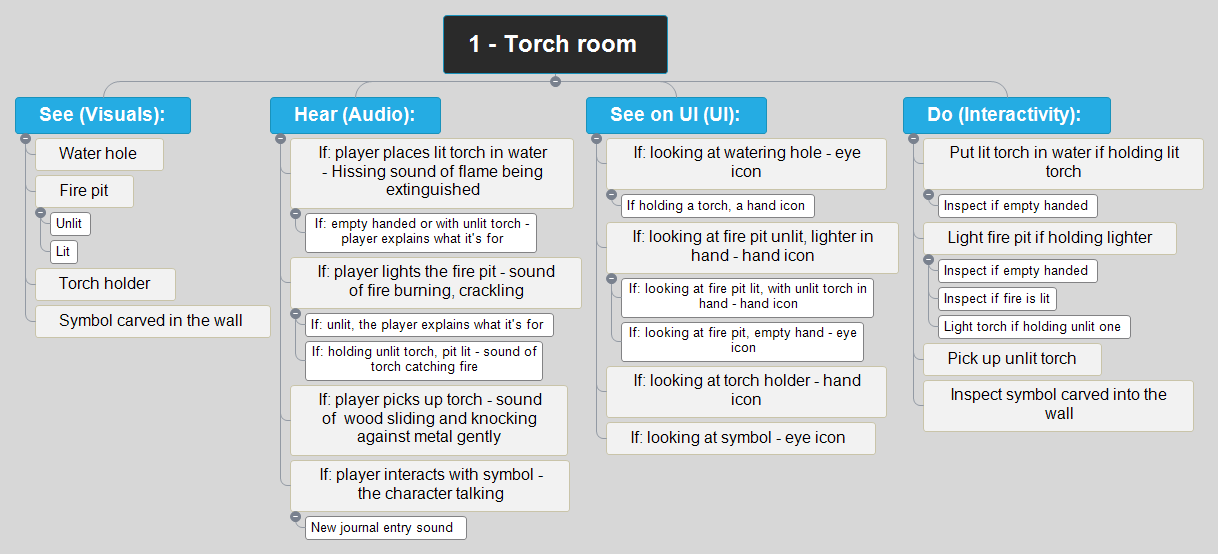 1 - Torch room
See (Visuals):
Water hole
Fire pit
Unlit
Lit
Torch holder
Symbol carved in the wall
Hear (Audio):
If: player places lit torch in water
- Hissing sound of flame being
extinguished
If: empty handed or with unlit torch -
player explains what it's for
If: player lights the fire pit - sound
of fire burning, crackling
If: unlit, the player explains what it's for
If: holding unlit torch, pit lit - sound of
torch catching fire
If: player picks up torch - sound
of wood sliding and knocking
against metal gently
If: player interacts with symbol -
the character talking
New journal entry sound
See on UI (UI):
If: looking at watering hole - eye
icon
If holding a torch, a hand icon
If: looking at fire pit unlit, lighter in
hand - hand icon
If: looking at fire pit lit, with unlit torch in
hand - hand icon
If: looking at fire pit, empty hand - eye
icon
If: looking at torch holder - hand
icon
If: looking at symbol - eye icon
Do (Interactivity):
Put lit torch in water if holding lit
torch
Inspect if empty handed
Light fire pit if holding lighter
Inspect if empty handed
Inspect if fire is lit
Light torch if holding unlit one
Pick up unlit torch
Inspect symbol carved into the
wall